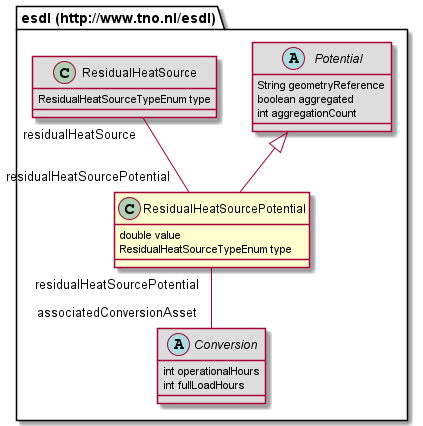 esdl (http://www.tno.nl/esdl)
C ResidualHeatSource
ResidualHeatSourceTypeEnum type
A Potential
String geometryReference
boolean aggregated
int aggregationCount
residualHeatSource
residualHeatSourcePotential
C ResidualHeatSourcePotential
double value
ResidualHeatSourceTypeEnum type
residualHeatSourcePotential
associatedConversionAsset
A Conversion
int operationalHours
int fullLoadHours